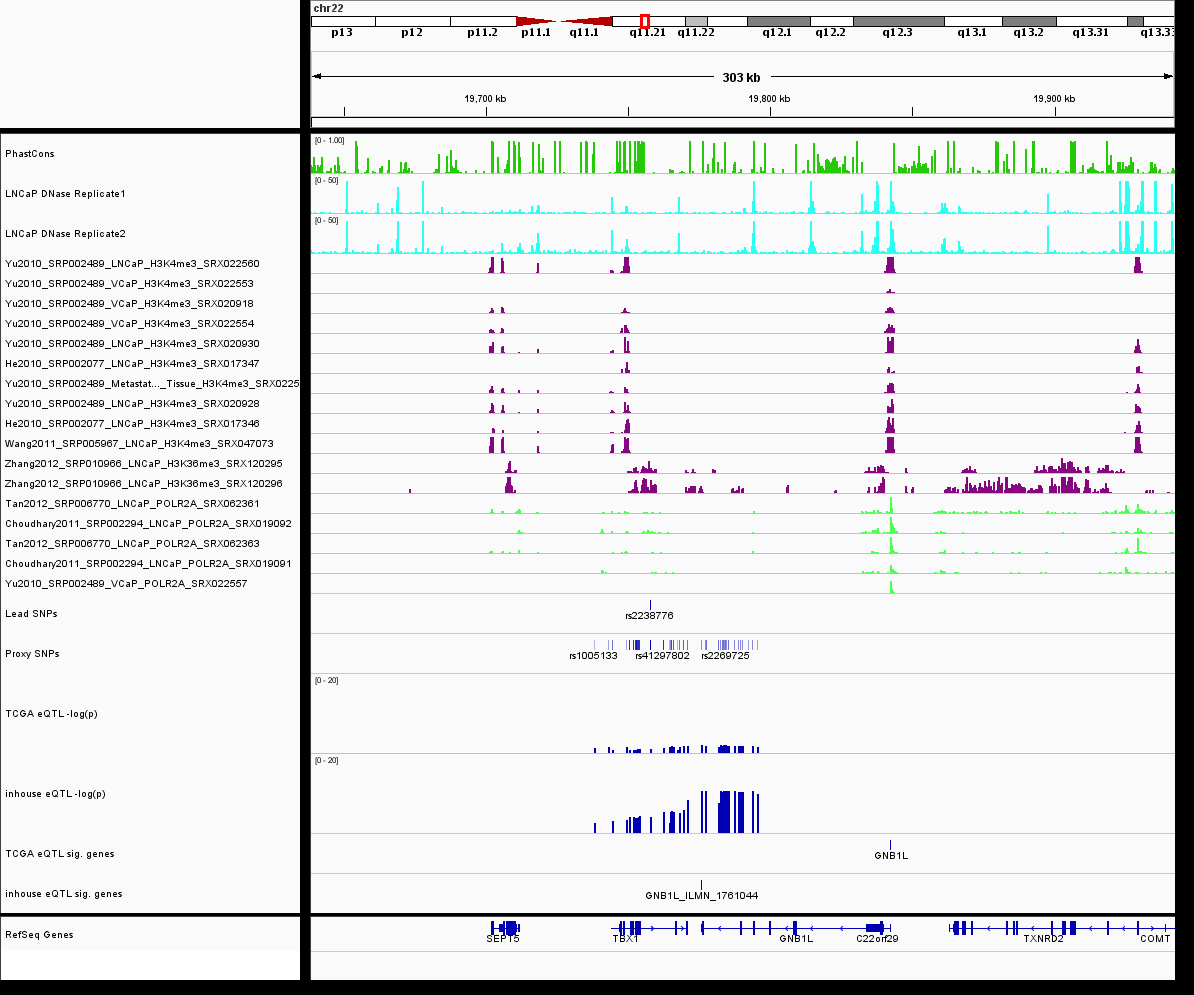 chr22
p13 p12 p11.2 p11.1 q11.1 q11.21 q11.22 q12.1 q12.2 q12.3 q13.1 q13.2 q13.31 q13.33
303 kb
19,700 kb 19,800 kb 19,900 kb
PhastCons
[0 - 1.00]
LNCaP DNase Replicate1
[0 - 50]
LNCaP DNase Replicate2
[0 - 50]
Yu2010_SRP002489_LNCaP_H3K4me3_SRX022560
Yu2010_SRP002489_VCaP_H3K4me3_SRX022553
Yu2010_SRP002489_VCaP_H3K4me3_SRX020918
Yu2010_SRP002489_VCaP_H3K4me3_SRX022554
Yu2010_SRP002489_LNCaP_H3K4me3_SRX020930
He2010_SRP002077_LNCaP_H3K4me3_SRX017347
Yu2010_SRP002489_Metastat..._Tissue_H3K4me3_SRX0225
Yu2010_SRP002489_LNCaP_H3K4me3_SRX020928
He2010_SRP002077_LNCaP_H3K4me3_SRX017346
Wang2011_SRP005967_LNCaP_H3K4me3_SRX047073
Zhang2012_SRP010966_LNCaP_H3K36me3_SRX120295
Zhang2012_SRP010966_LNCaP_H3K36me3_SRX120296
Tan2012_SRP006770_LNCaP_POLR2A_SRX062361
Choudhary2011_SRP002294_LNCaP_POLR2A_SRX019092
Tan2012_SRP006770_LNCaP_POLR2A_SRX062363
Choudhary2011_SRP002294_LNCaP_POLR2A_SRX019091
Yu2010_SRP002489_VCaP_POLR2A_SRX022557
Lead SNPs
rs2238776
Proxy SNPs
rs1005133 rs41297802 rs2269725
[0 - 20]
TCGA eQTL -log(p)
[0 - 20]
inhouse eQTL -log(p)
TCGA eQTL sig. genes
GNB1L
inhouse eQTL sig. genes
GNB1L_ILMN_1761044
RefSeq Genes
SEPT5 TBX1 GNB1L C22orf29 TXNRD2 COMT